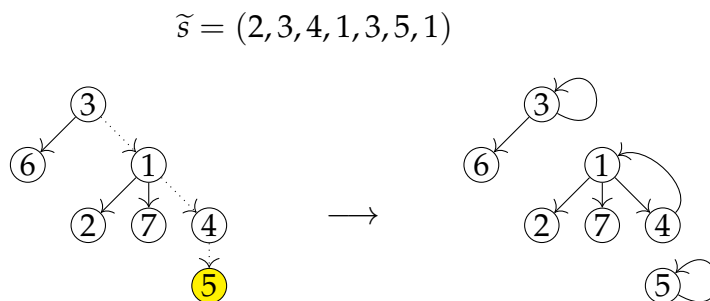 s̃ = (2, 3, 4, 1, 3, 5, 1)
3 3
6 1 6 1
2 7 4 ⟶ 2 7 4
5 5